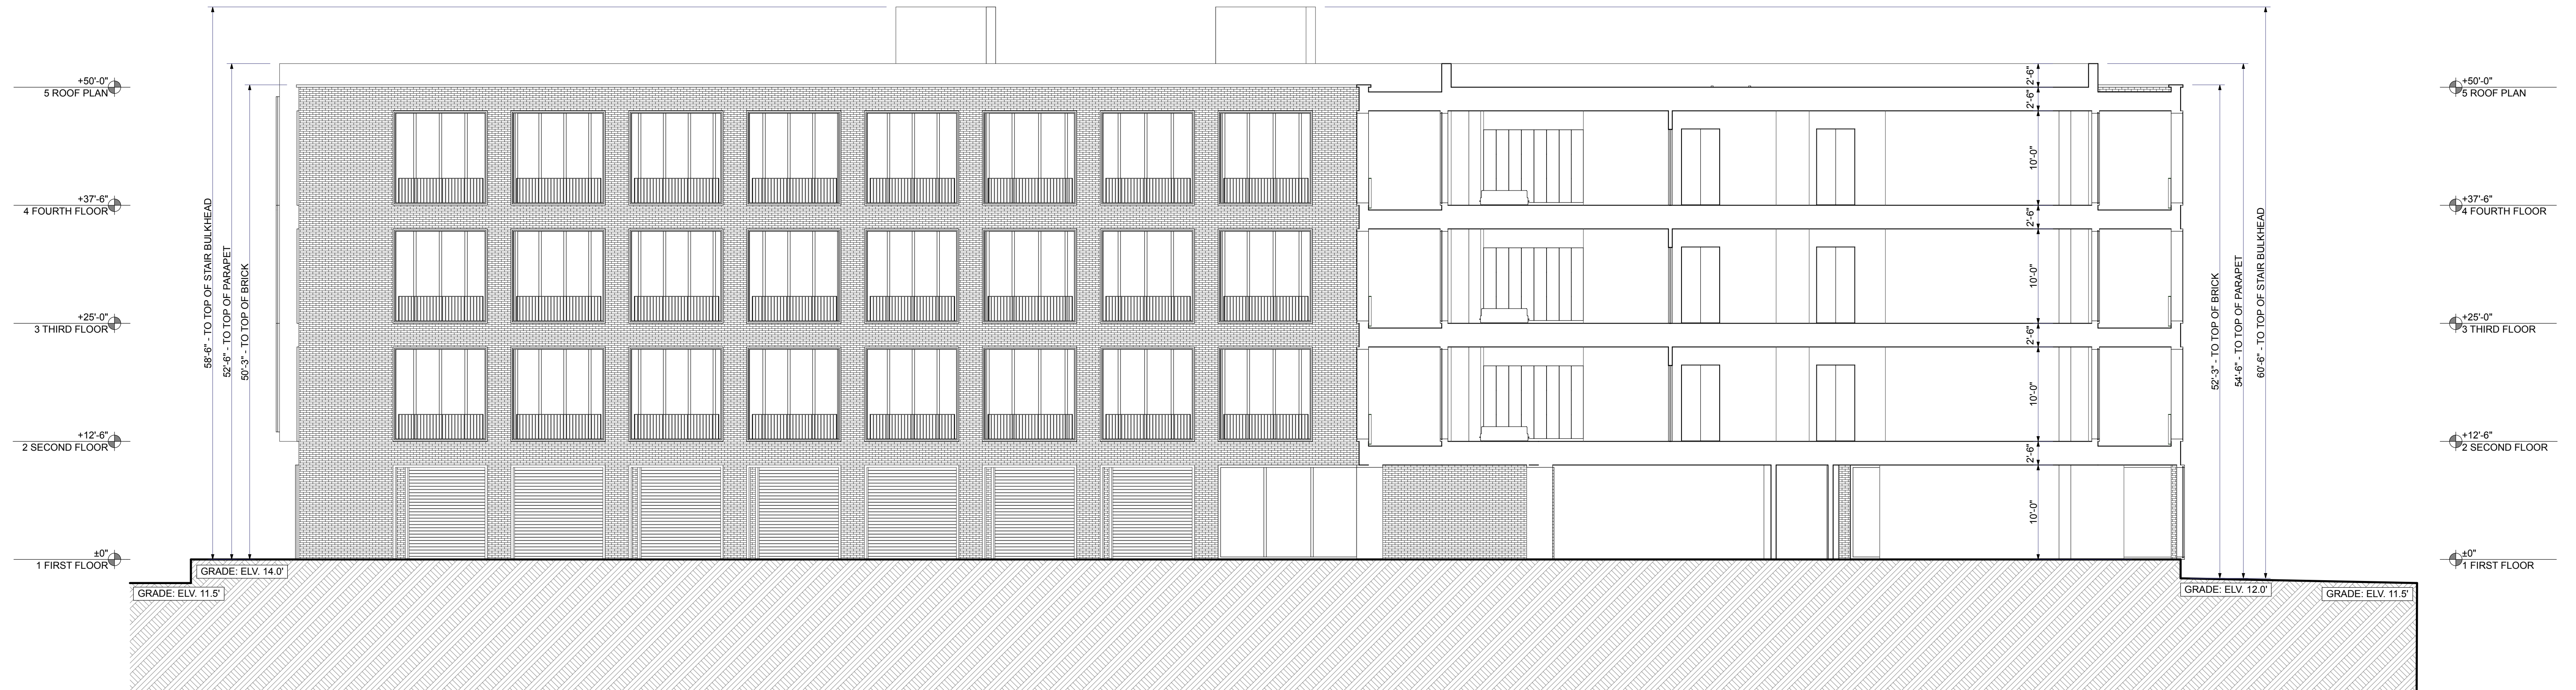 +50'-0"
5 ROOF PLAN
+37'-6"
4 FOURTH FLOOR
+25'-0"
3 THIRD FLOOR
+12'-6"
2 SECOND FLOOR
±0"
1 FIRST FLOOR
58'-6" - TO TOP OF STAIR BULKHEAD
52'-6" - TO TOP OF PARAPET
50'-3" - TO TOP OF BRICK
GRADE: ELV. 14.0'
GRADE: ELV. 11.5'
2'-6"
2'-6"
10'-0"
2'-6"
10'-0"
2'-6"
10'-0"
2'-6"
10'-0"
52'-3" - TO TOP OF BRICK
54'-6" - TO TOP OF PARAPET
60'-6" - TO TOP OF STAIR BULKHEAD
GRADE: ELV. 12.0'
GRADE: ELV. 11.5'
+50'-0"
5 ROOF PLAN
+37'-6"
4 FOURTH FLOOR
+25'-0"
3 THIRD FLOOR
+12'-6"
2 SECOND FLOOR
±0"
1 FIRST FLOOR